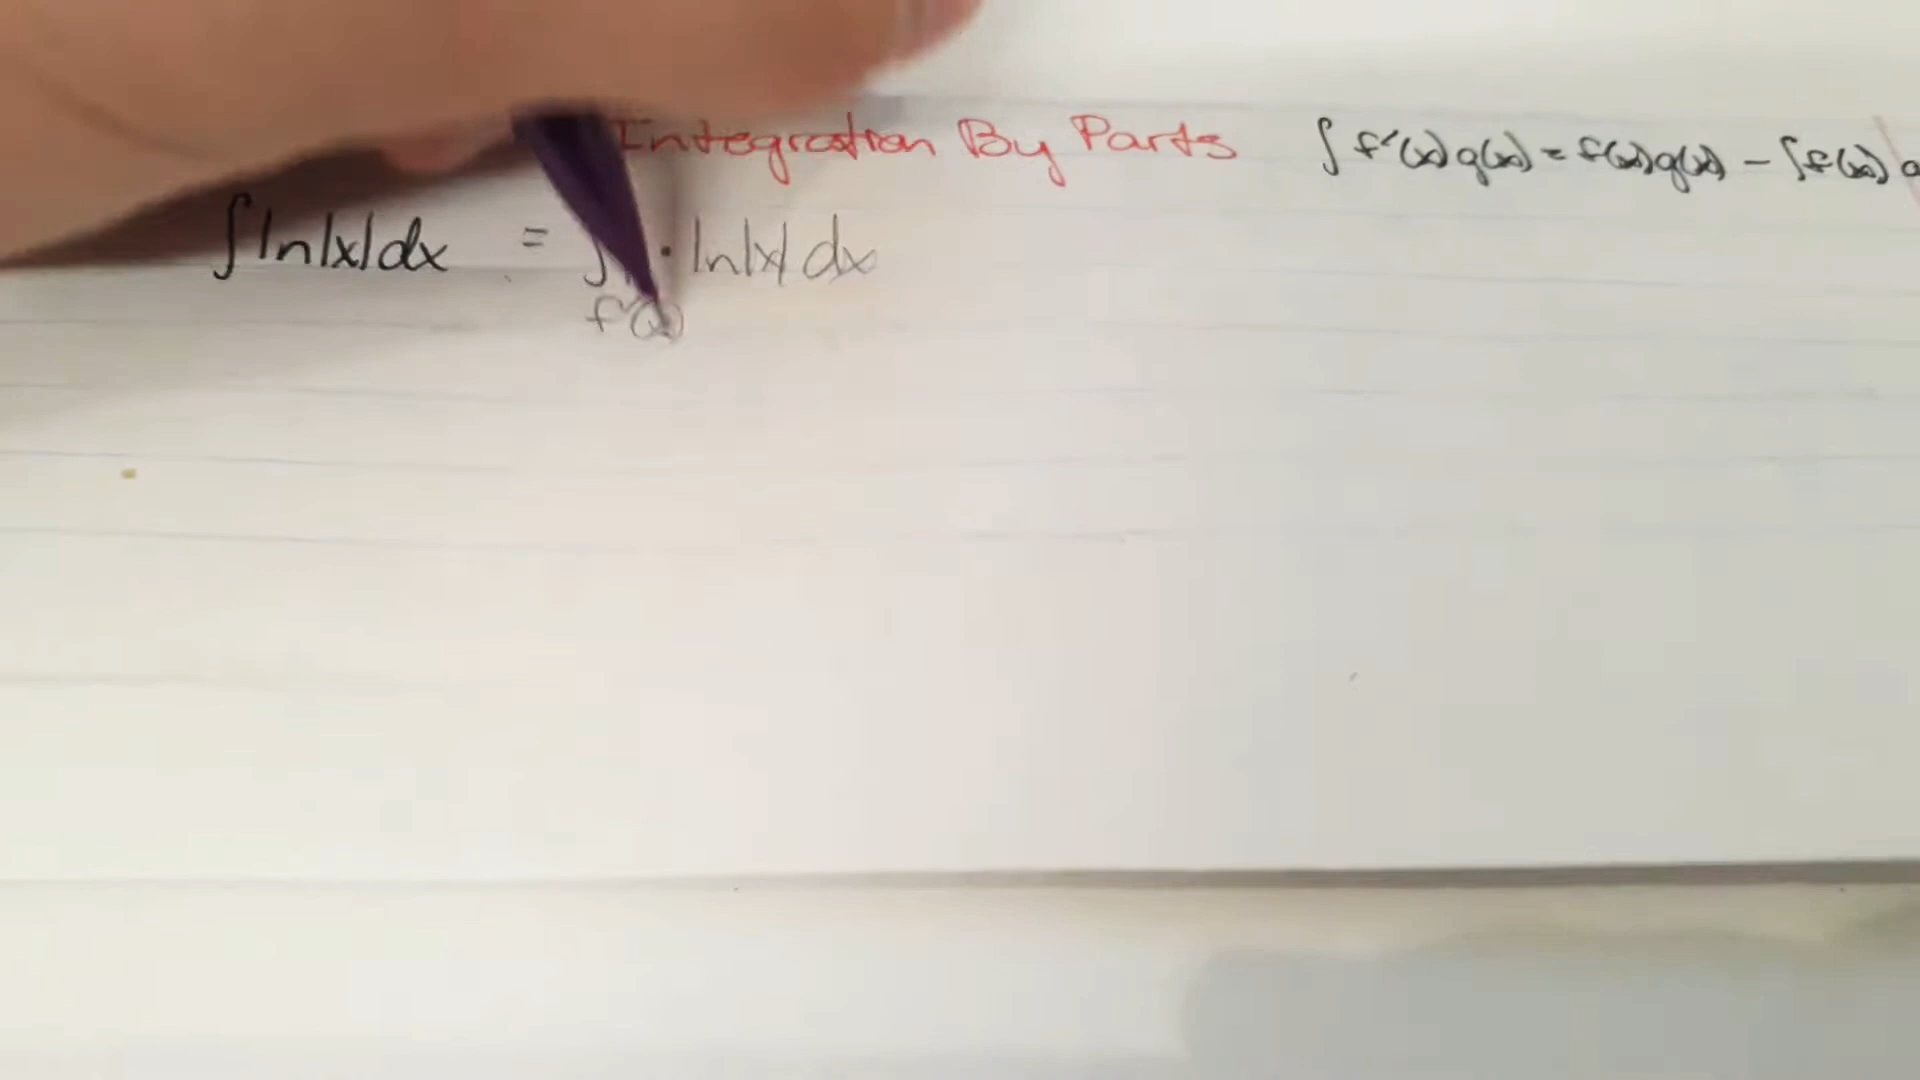 Integration By Parts ∫ f'(x) g(x) = f(x) g(x) - ∫ f(x)
∫ ln|x| dx = ∫ · ln|x| dx
f'(x)